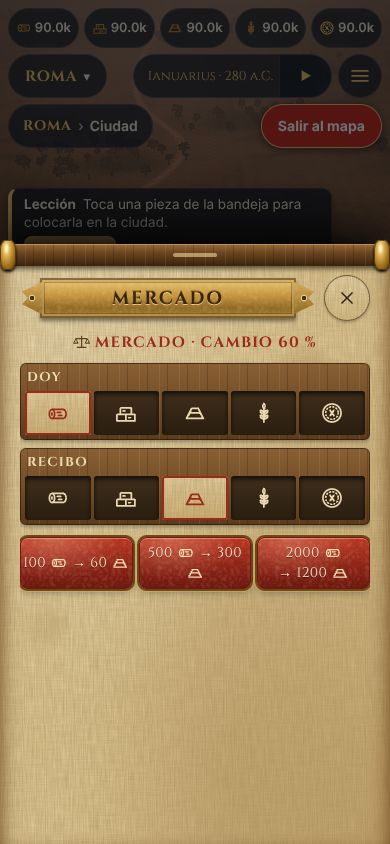 90.0k 90.0k 90.0k 90.0k 90.0k
ROMA ▾ IANUARIUS · 280 A.C.
ROMA › Ciudad Salir al mapa
Lección Toca una pieza de la bandeja para
colocarla en la ciudad.
MERCADO
MERCADO · CAMBIO 60 %
DOY
RECIBO
100 → 60
500 → 300
2000
→ 1200